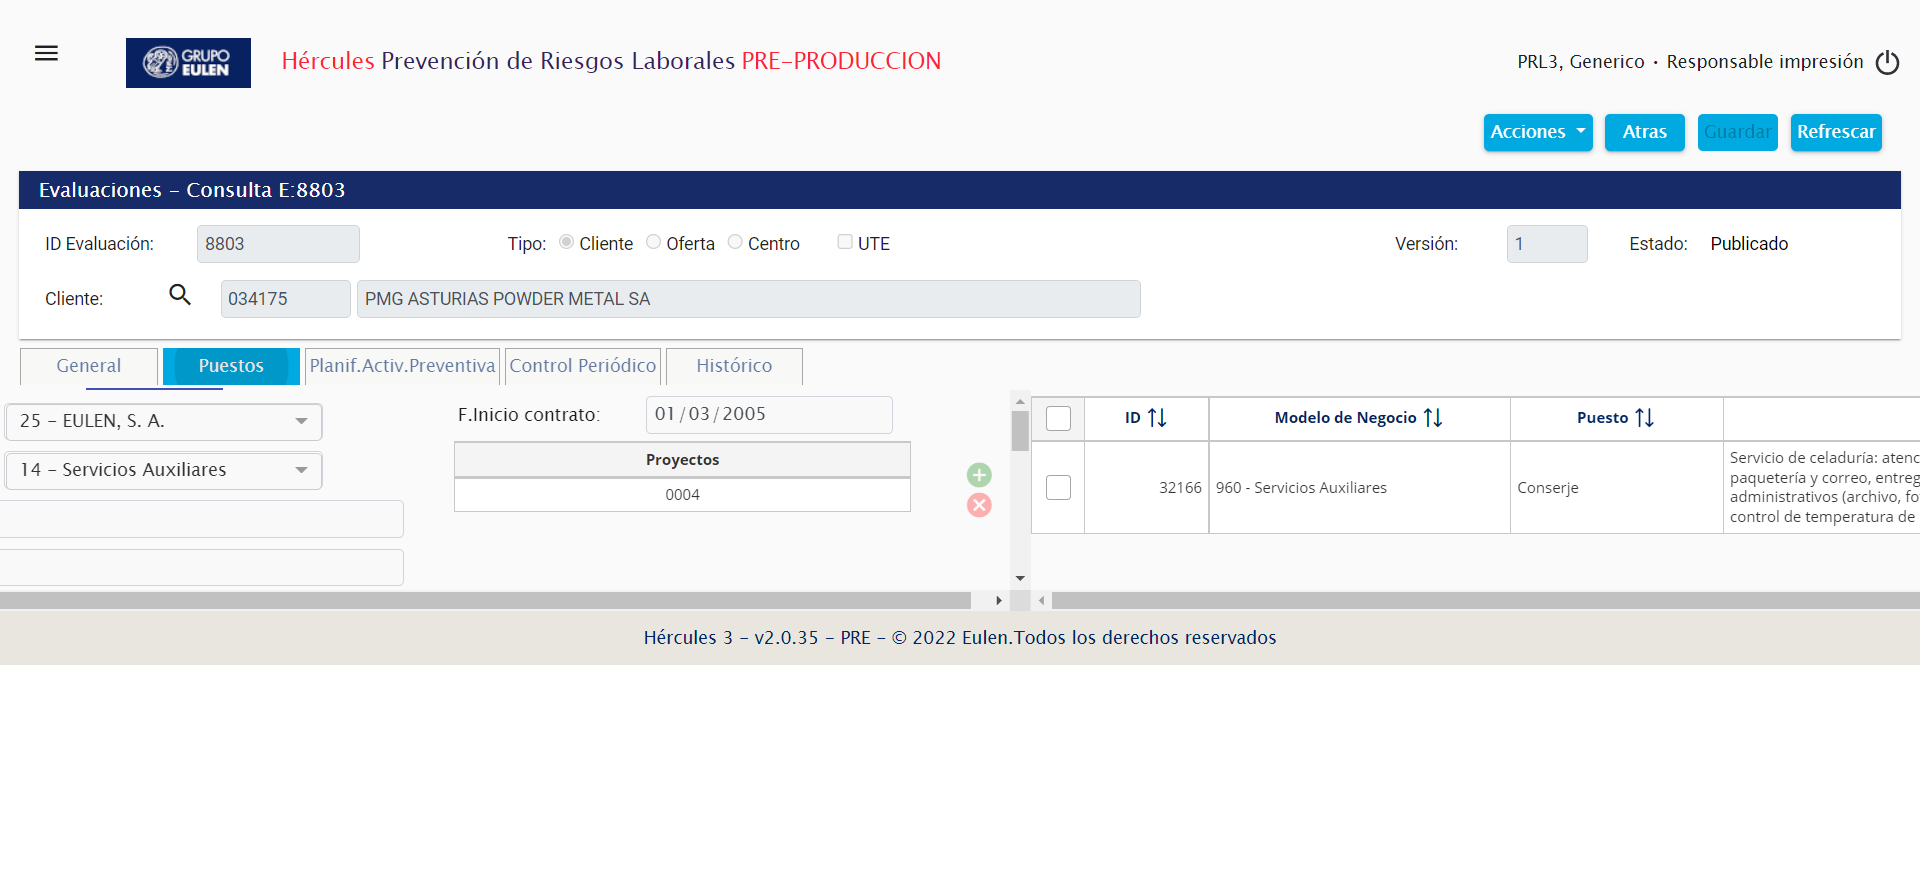 GRUPO
EULEN
Hércules Prevención de Riesgos Laborales PRE-PRODUCCION
PRL3, Generico · Responsable impresión
Acciones
Atras
Guardar
Refrescar
Evaluaciones - Consulta E:8803
ID Evaluación:
8803
Tipo:
Cliente
Oferta
Centro
UTE
Versión:
1
Estado:
Publicado
Cliente:
034175
PMG ASTURIAS POWDER METAL SA
General
Puestos
Planif.Activ.Preventiva
Control Periódico
Histórico
25 - EULEN, S. A.
14 - Servicios Auxiliares
F.Inicio contrato:
01/03/2005
Proyectos
0004
ID
Modelo de Negocio
Puesto
32166
960 - Servicios Auxiliares
Conserje
Servicio de celaduría: atenc
paquetería y correo, entreg
administrativos (archivo, fo
control de temperatura de
Hércules 3 - v2.0.35 - PRE - © 2022 Eulen.Todos los derechos reservados